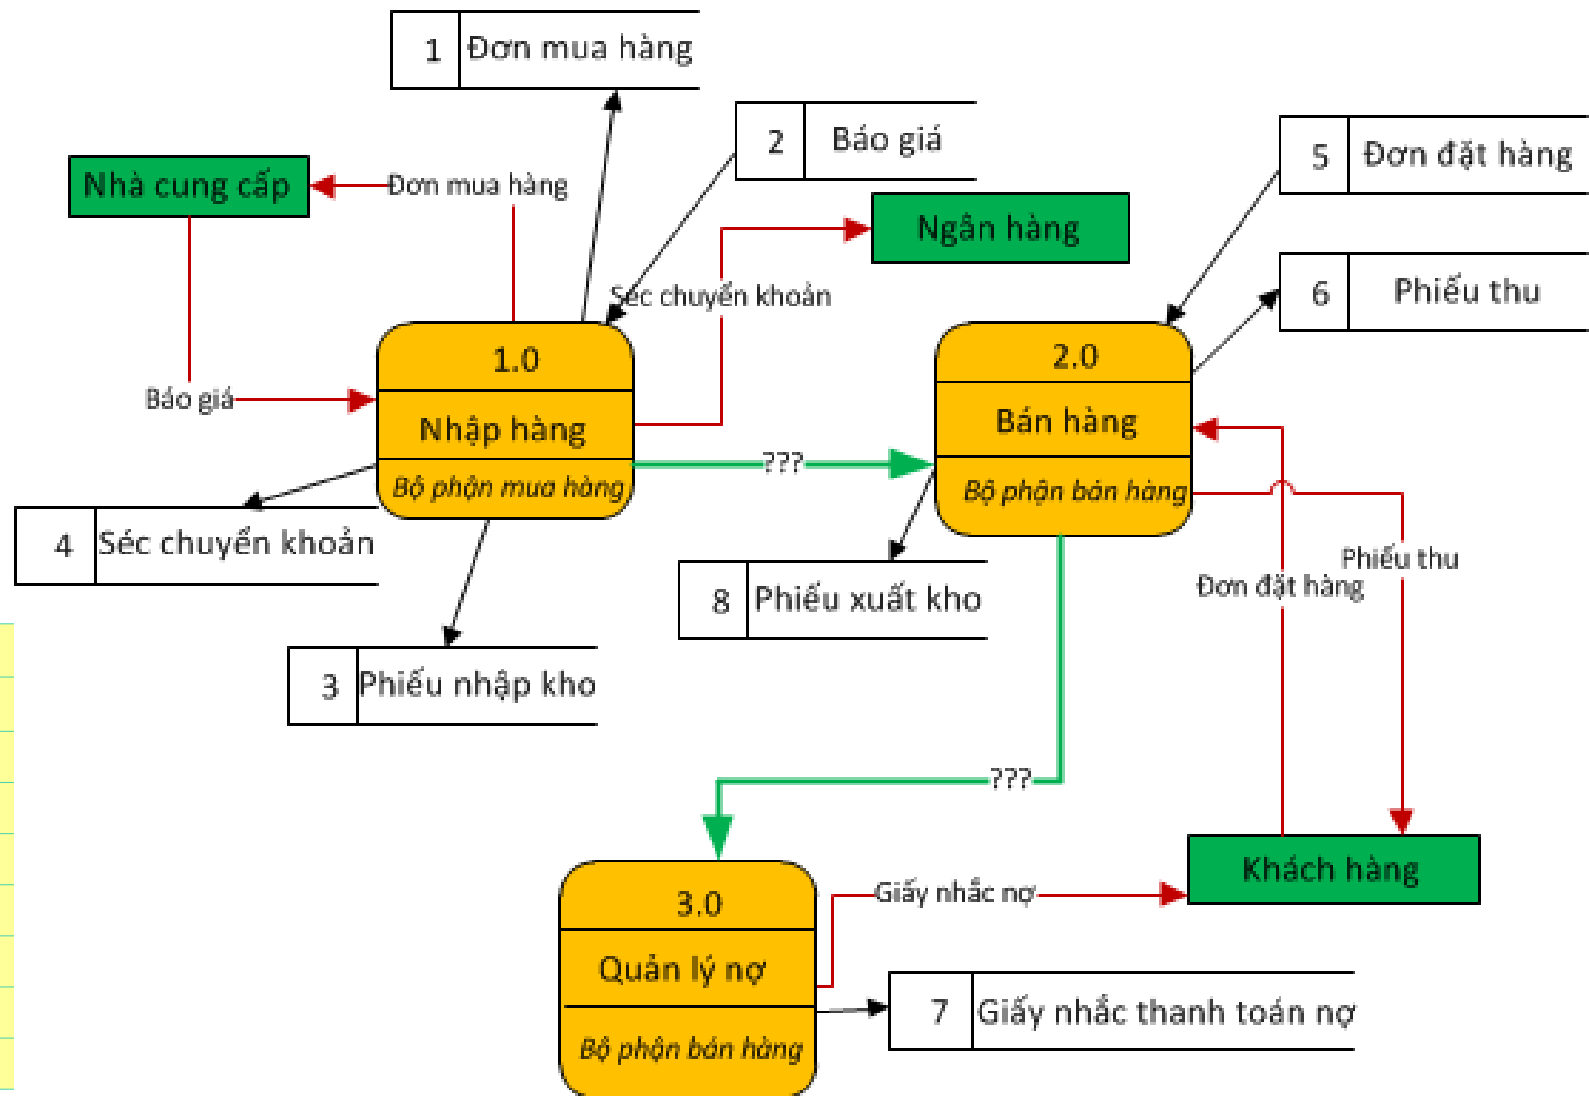 1 Đơn mua hàng
2 Báo giá
5 Đơn đặt hàng
Nhà cung cấp
Đơn mua hàng
Ngân hàng
6 Phiếu thu
Séc chuyển khoản
1.0
Nhập hàng
Bộ phận mua hàng
2.0
Bán hàng
Bộ phận bán hàng
Báo giá
???
4 Séc chuyển khoản
8 Phiếu xuất kho
Phiếu thu
Đơn đặt hàng
3 Phiếu nhập kho
???
Khách hàng
3.0
Quản lý nợ
Bộ phận bán hàng
Giấy nhắc nợ
7 Giấy nhắc thanh toán nợ